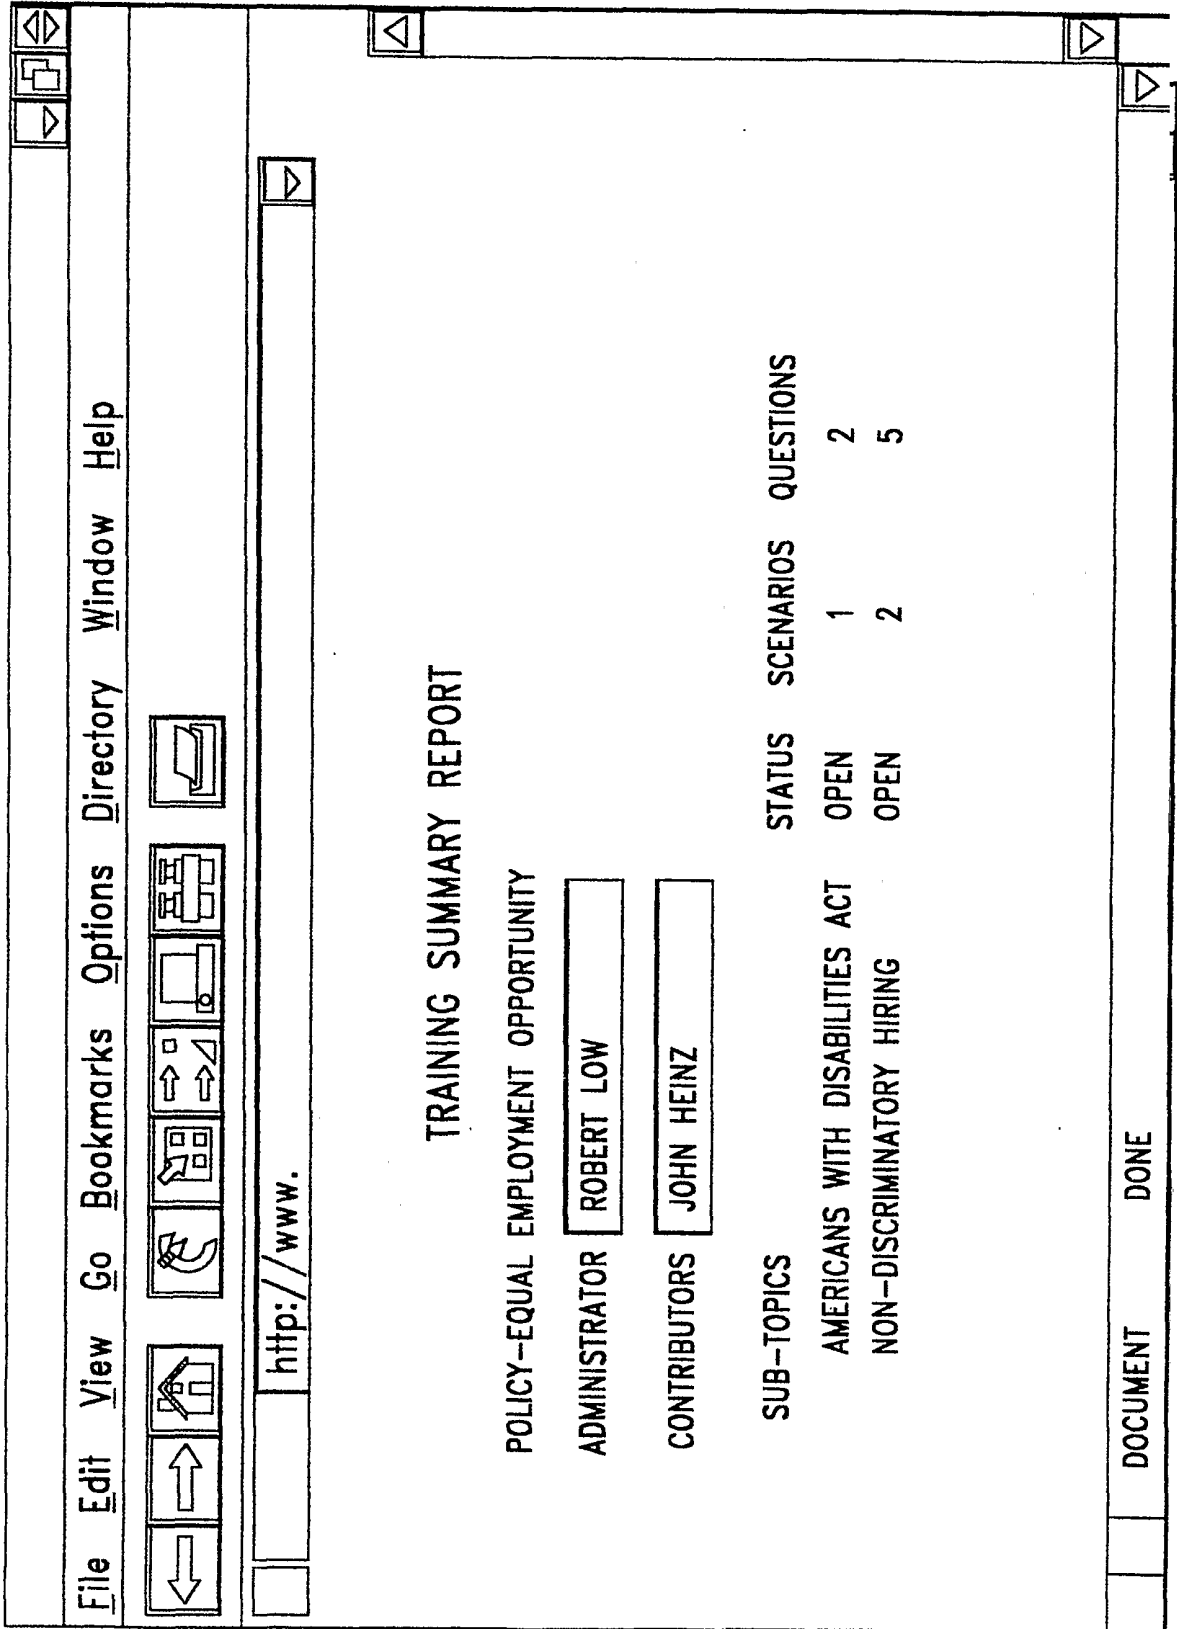 File Edit View Go Bookmarks Options Directory Window Help
http://www.
TRAINING SUMMARY REPORT
POLICY-EQUAL EMPLOYMENT OPPORTUNITY
ADMINISTRATOR ROBERT LOW
CONTRIBUTORS JOHN HEINZ
SUB-TOPICS STATUS SCENARIOS QUESTIONS
AMERICANS WITH DISABILITIES ACT OPEN 1 2
NON-DISCRIMINATORY HIRING OPEN 2 5
DOCUMENT DONE